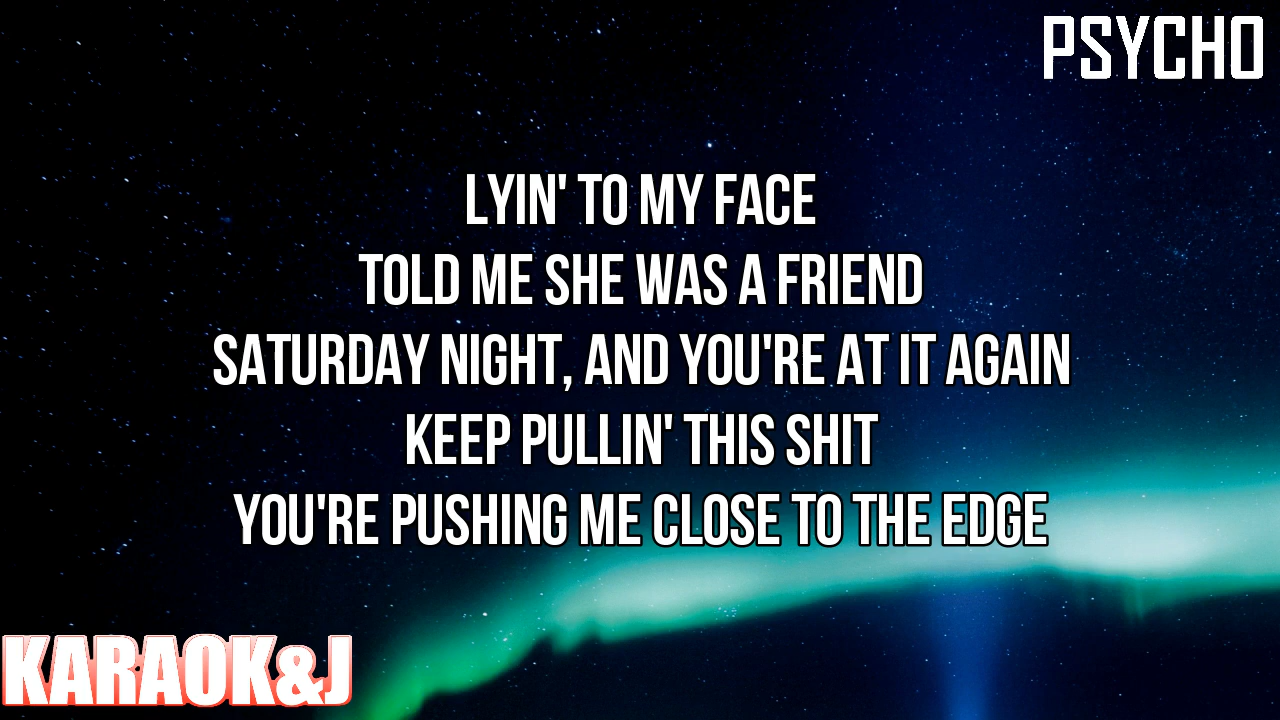 PSYCHO
LYIN' TO MY FACE
TOLD ME SHE WAS A FRIEND
SATURDAY NIGHT, AND YOU'RE AT IT AGAIN
KEEP PULLIN' THIS SHIT
YOU'RE PUSHING ME CLOSE TO THE EDGE
KARAOK&J